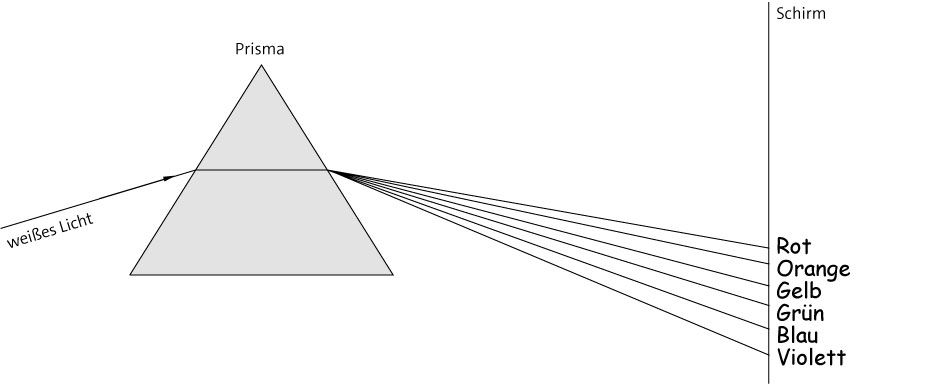 Schirm
Prisma
weißes Licht
Rot
Orange
Gelb
Grün
Blau
Violett